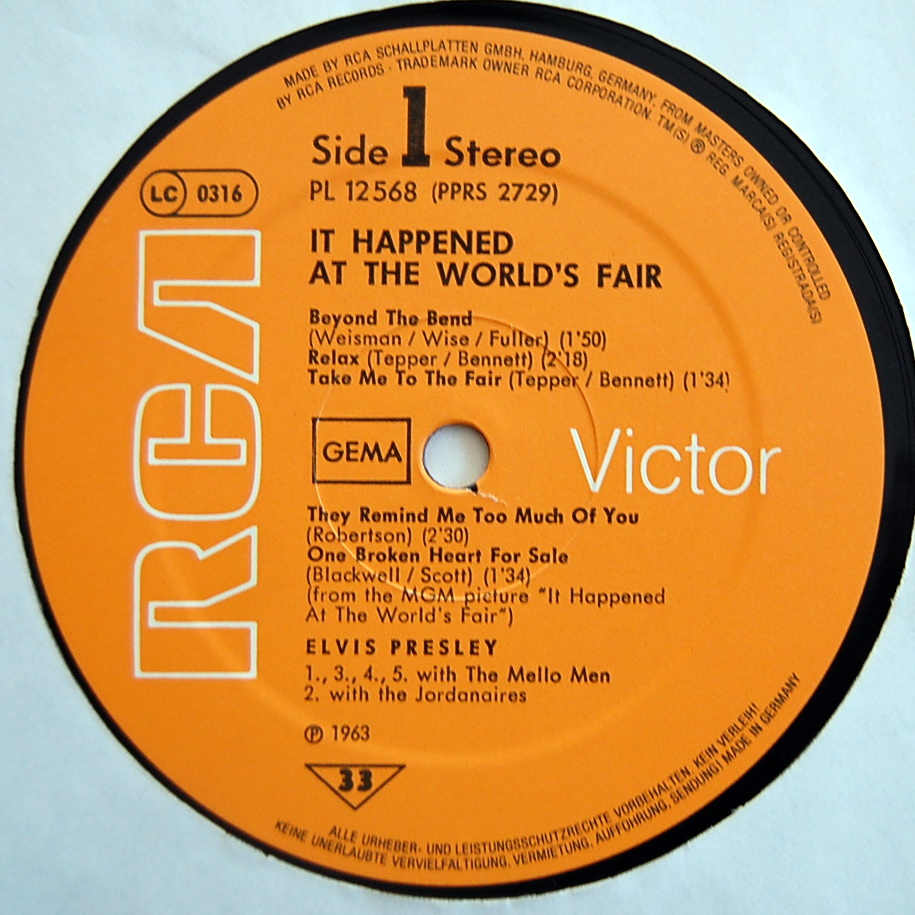 MADE BY RCA SCHALLPLATTEN GMBH, HAMBURG, GERMANY, FROM MASTERS OWNED OR CONTROLLED
BY RCA RECORDS · TRADEMARK OWNER RCA CORPORATION. TM(S) ® REG. MARCA(S) REGISTRADA(S)
Side 1 Stereo
LC 0316
PL 12568 (PPRS 2729)
IT HAPPENED
AT THE WORLD'S FAIR
RCA
Beyond The Bend
(Weisman / Wise / Fuller) (1'50)
Relax (Tepper / Bennett) (2'18)
Take Me To The Fair (Tepper / Bennett) (1'34)
GEMA
Victor
They Remind Me Too Much Of You
(Robertson) (2'30)
One Broken Heart For Sale
(Blackwell / Scott) (1'34)
(from the MGM picture "It Happened
At The World's Fair")
ELVIS PRESLEY
1., 3., 4., 5. with The Mello Men
2. with the Jordanaires
℗ 1963
33
ALLE URHEBER- UND LEISTUNGSSCHUTZRECHTE VORBEHALTEN. KEIN VERLEIH!
KEINE UNERLAUBTE VERVIELFÄLTIGUNG, VERMIETUNG, AUFFÜHRUNG, SENDUNG! MADE IN GERMANY